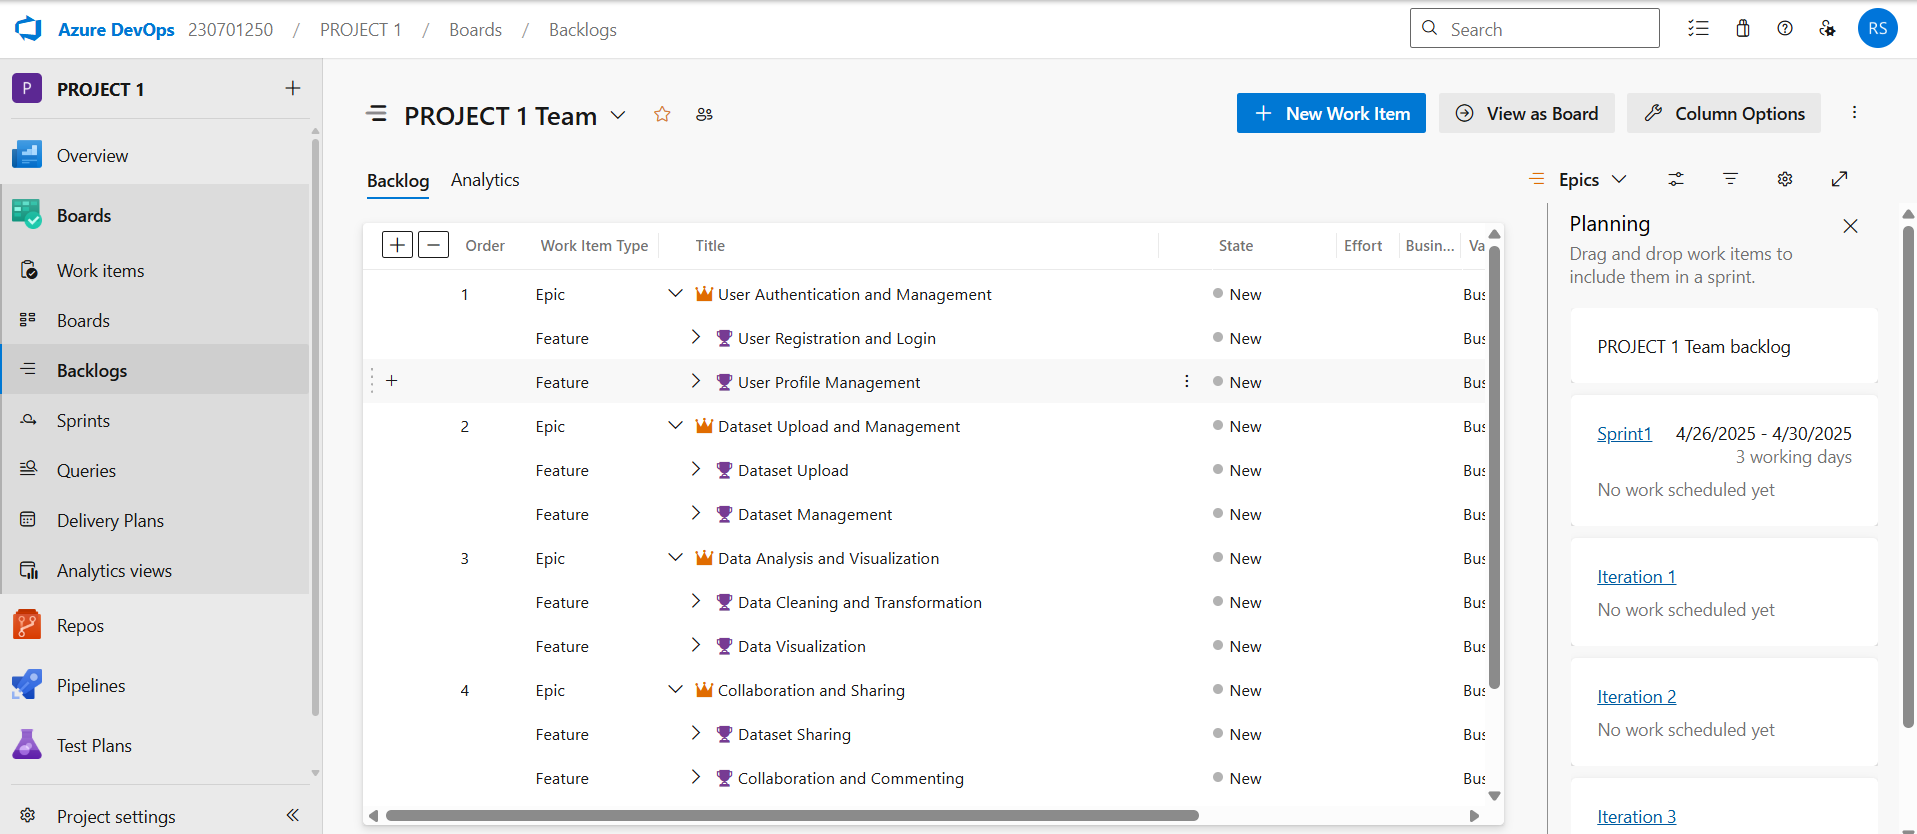 Azure DevOps 230701250 / PROJECT 1 / Boards / Backlogs
Search
RS
P PROJECT 1
Overview
Boards
Work items
Boards
Backlogs
Sprints
Queries
Delivery Plans
Analytics views
Repos
Pipelines
Test Plans
Project settings
PROJECT 1 Team
New Work Item
View as Board
Column Options
Backlog Analytics
Epics
Order Work Item Type Title State Effort Busin... Va
1 Epic User Authentication and Management New Bus
Feature User Registration and Login New Bus
Feature User Profile Management New Bus
2 Epic Dataset Upload and Management New Bus
Feature Dataset Upload New Bus
Feature Dataset Management New Bus
3 Epic Data Analysis and Visualization New Bus
Feature Data Cleaning and Transformation New Bus
Feature Data Visualization New Bus
4 Epic Collaboration and Sharing New Bus
Feature Dataset Sharing New Bus
Feature Collaboration and Commenting New Bus
Planning
Drag and drop work items to
include them in a sprint.
PROJECT 1 Team backlog
Sprint1 4/26/2025 - 4/30/2025
3 working days
No work scheduled yet
Iteration 1
No work scheduled yet
Iteration 2
No work scheduled yet
Iteration 3